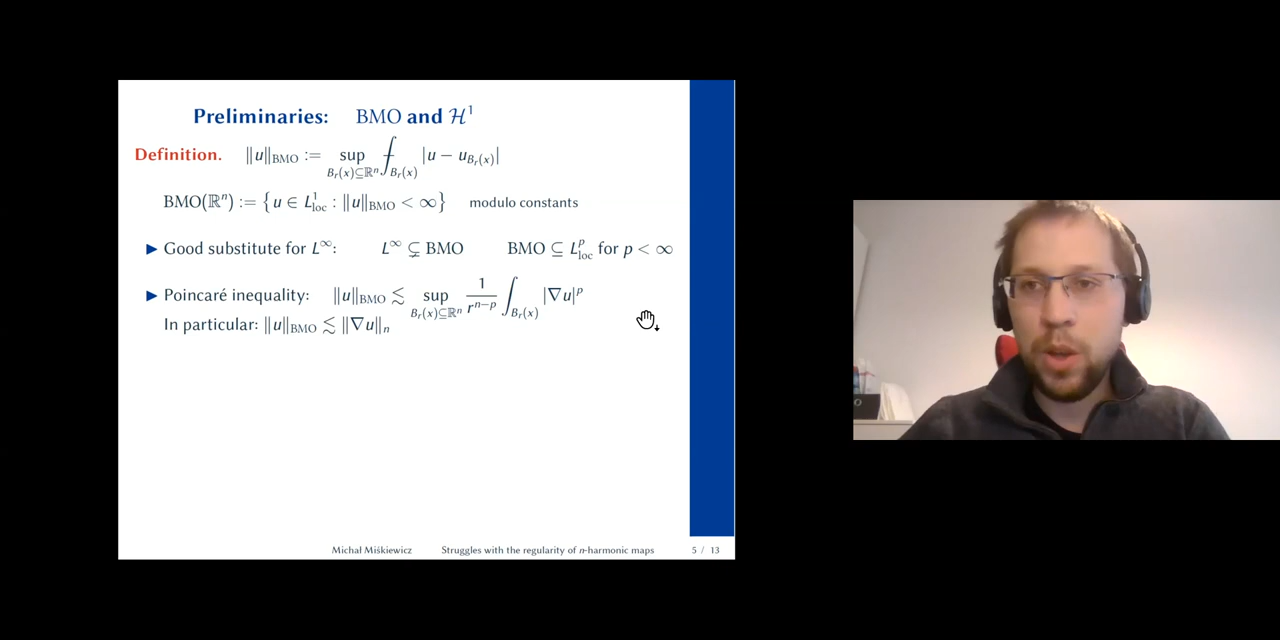 Preliminaries: BMO and ℋ¹
Definition. ‖u‖_BMO := sup_{B_r(x)⊆ℝⁿ} ⨍_{B_r(x)} |u − u_{B_r(x)}|
BMO(ℝⁿ) := {u ∈ L¹_loc : ‖u‖_BMO < ∞} modulo constants
▶ Good substitute for L^∞: L^∞ ⊊ BMO BMO ⊆ L^p_loc for p < ∞
▶ Poincaré inequality: ‖u‖_BMO ≲ sup_{B_r(x)⊆ℝⁿ} 1/r^{n−p} ∫_{B_r(x)} |∇u|^p
In particular: ‖u‖_BMO ≲ ‖∇u‖_n
Michał Miśkiewicz Struggles with the regularity of n-harmonic maps 5 / 13